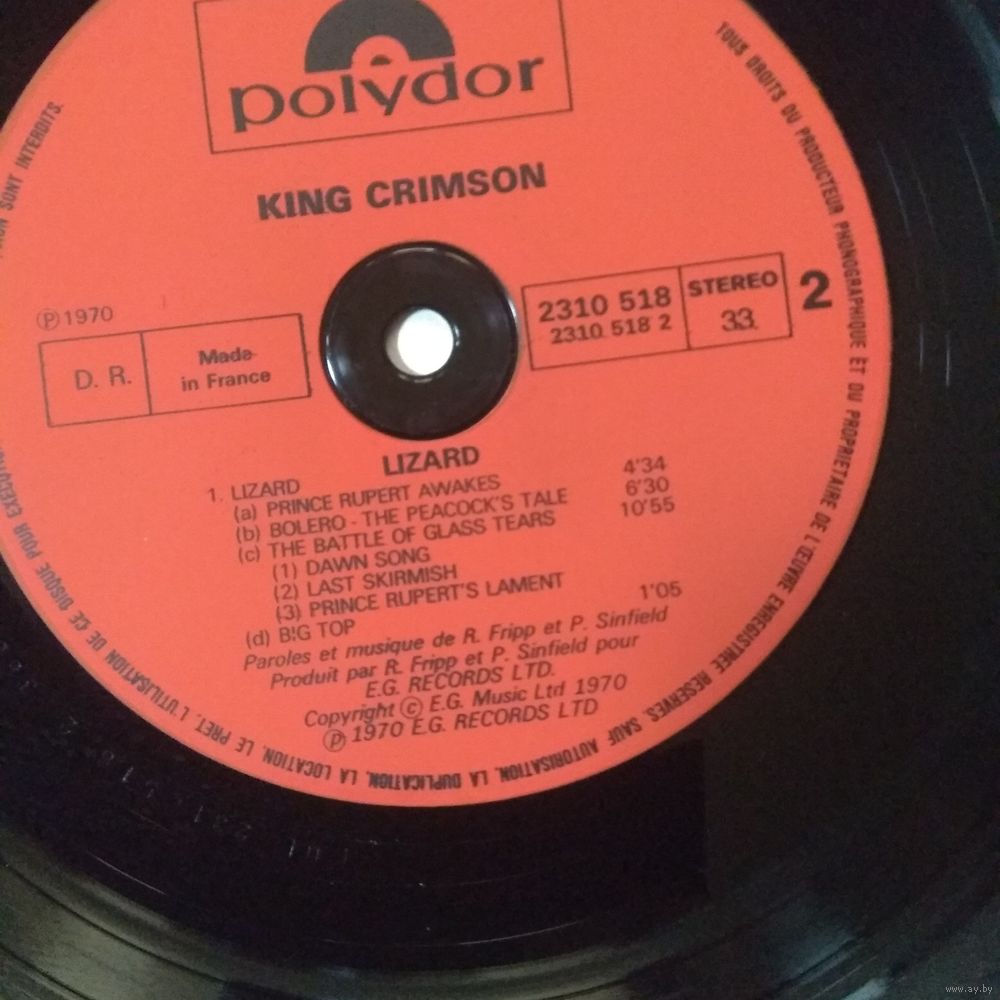 polydor
KING CRIMSON
℗ 1970
D. R.
Made
in France
2310 518
2310 518 2
STEREO
33
2
LIZARD
1. LIZARD
(a) PRINCE RUPERT AWAKES 4'34
(b) BOLERO - THE PEACOCK'S TALE 6'30
(c) THE BATTLE OF GLASS TEARS 10'55
(1) DAWN SONG
(2) LAST SKIRMISH
(3) PRINCE RUPERT'S LAMENT
(d) BIG TOP 1'05
Paroles et musique de R. Fripp et P. Sinfield
Produit par R. Fripp et P. Sinfield pour
E.G. RECORDS LTD.
Copyright © E.G. Music Ltd 1970
℗ 1970 E.G. RECORDS LTD
TOUS DROITS DU PRODUCTEUR PHONOGRAPHIQUE ET DU PROPRIETAIRE DE L'ŒUVRE ENREGISTREE RESERVES. SAUF AUTORISATION, LA DUPLICATION, LA LOCATION, LE PRET, L'UTILISATION DE CE DISQUE POUR SONT INTERDITS.
www.ay.by